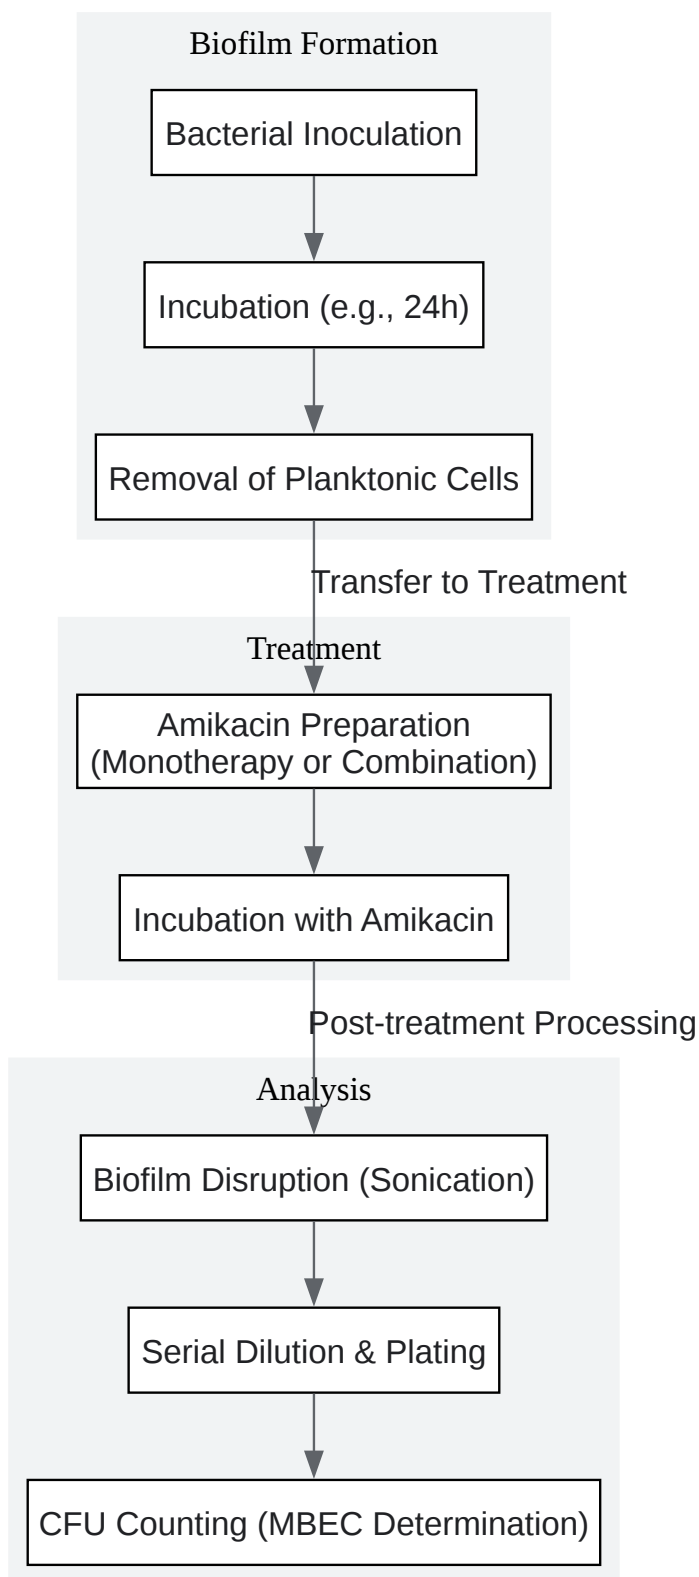 Biofilm Formation
Bacterial Inoculation
Incubation (e.g., 24h)
Removal of Planktonic Cells
Transfer to Treatment
Treatment
Amikacin Preparation
(Monotherapy or Combination)
Incubation with Amikacin
Post-treatment Processing
Analysis
Biofilm Disruption (Sonication)
Serial Dilution & Plating
CFU Counting (MBEC Determination)